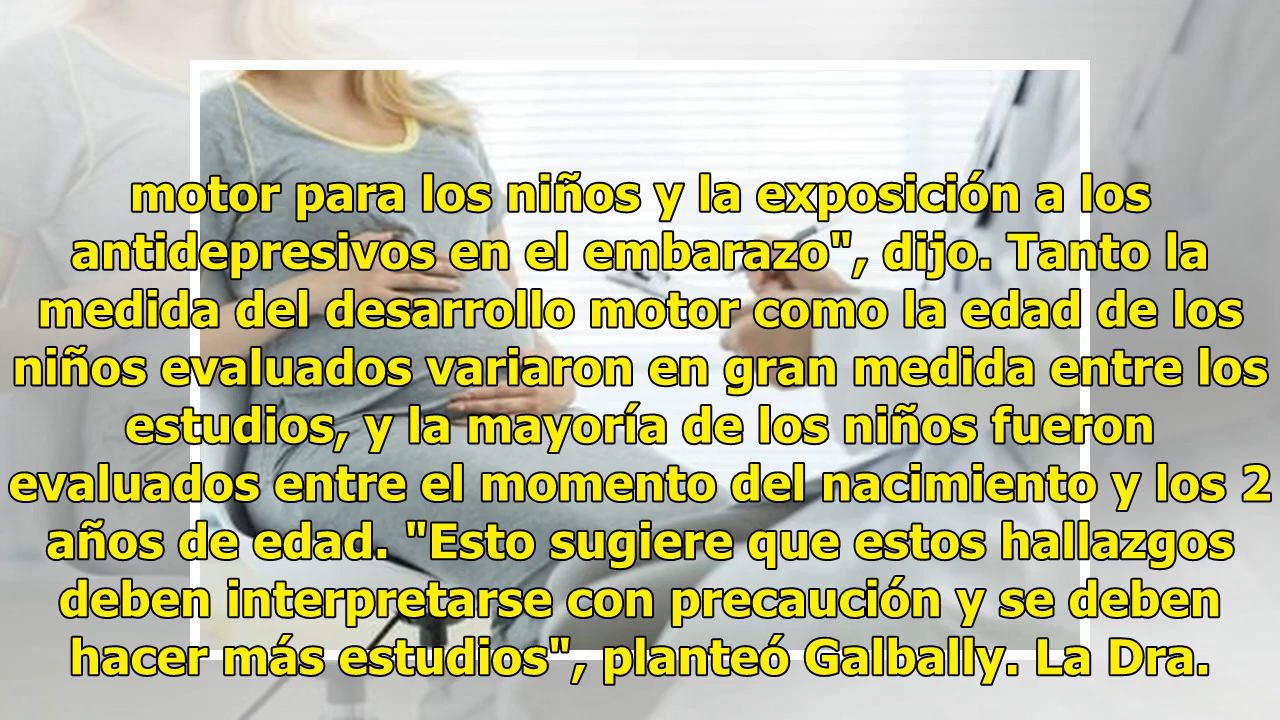 motor para los niños y la exposición a los
antidepresivos en el embarazo", dijo. Tanto la
medida del desarrollo motor como la edad de los
niños evaluados variaron en gran medida entre los
estudios, y la mayoría de los niños fueron
evaluados entre el momento del nacimiento y los 2
años de edad. "Esto sugiere que estos hallazgos
deben interpretarse con precaución y se deben
hacer más estudios", planteó Galbally. La Dra.